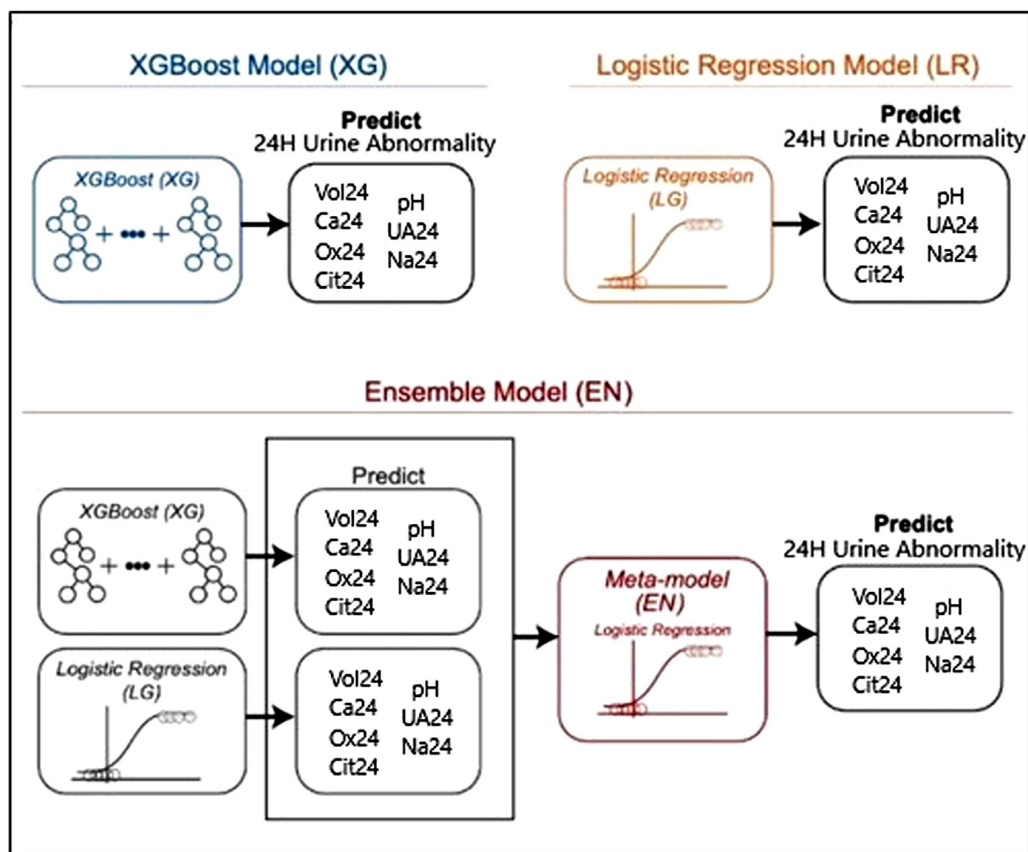 XGBoost Model (XG)
Predict
24H Urine Abnormality
XGBoost (XG)
+ ••• +
Vol24
Ca24
Ox24
Cit24
pH
UA24
Na24
Logistic Regression Model (LR)
Predict
24H Urine Abnormality
Logistic Regression
(LG)
Vol24
Ca24
Ox24
Cit24
pH
UA24
Na24
Ensemble Model (EN)
XGBoost (XG)
+ ••• +
Logistic Regression
(LG)
Predict
Vol24
Ca24
Ox24
Cit24
pH
UA24
Na24
Vol24
Ca24
Ox24
Cit24
pH
UA24
Na24
Meta-model
(EN)
Logistic Regression
Predict
24H Urine Abnormality
Vol24
Ca24
Ox24
Cit24
pH
UA24
Na24